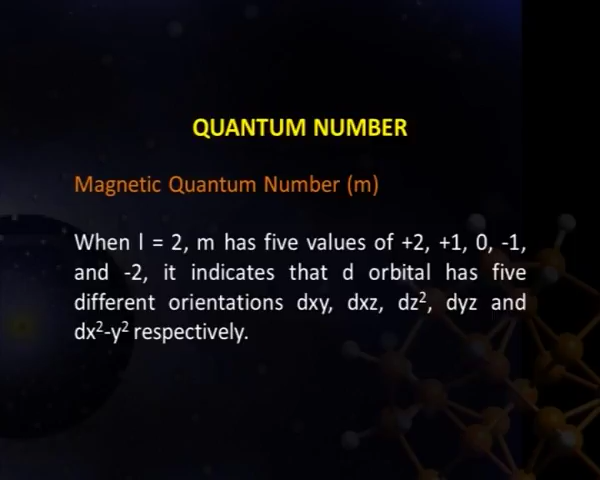 QUANTUM NUMBER
Magnetic Quantum Number (m)
When l = 2, m has five values of +2, +1, 0, -1,
and -2, it indicates that d orbital has five
different orientations dxy, dxz, dz², dyz and
dx²-y² respectively.